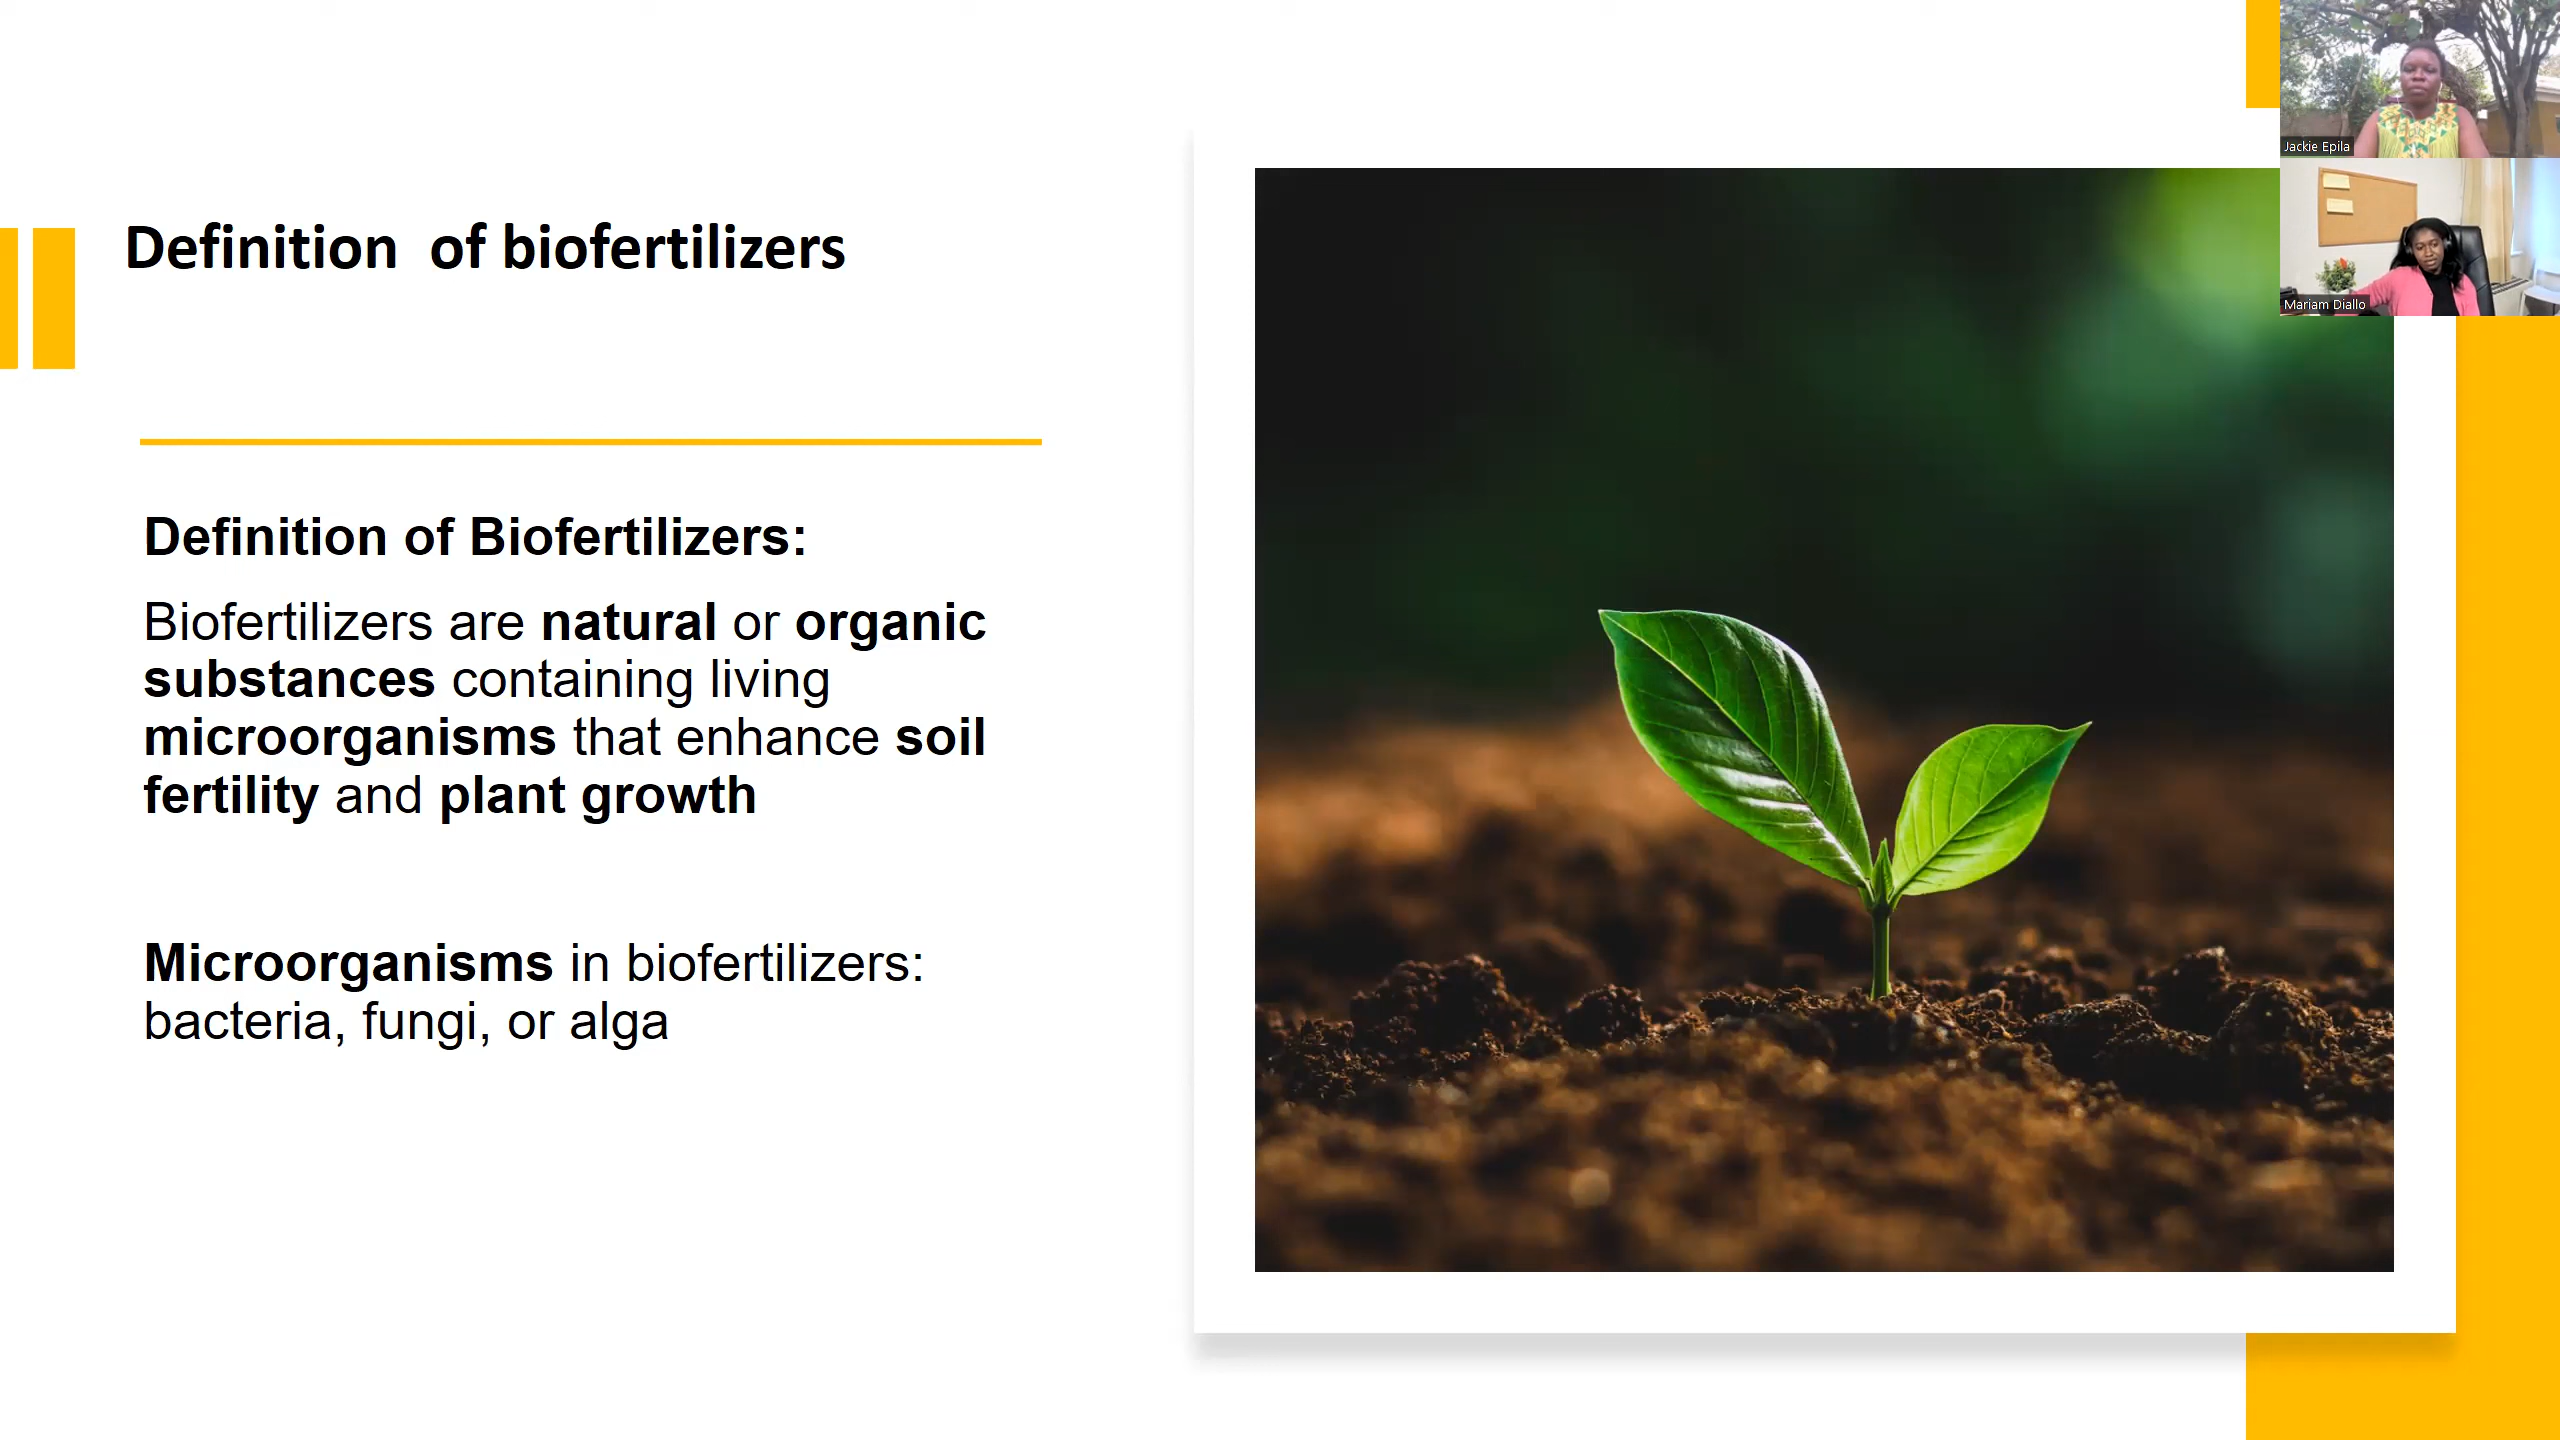 Jackie Epila
Mariam Diallo
Definition  of biofertilizers
Definition of Biofertilizers:
Biofertilizers are natural or organic
substances containing living
microorganisms that enhance soil
fertility and plant growth
Microorganisms in biofertilizers:
bacteria, fungi, or alga